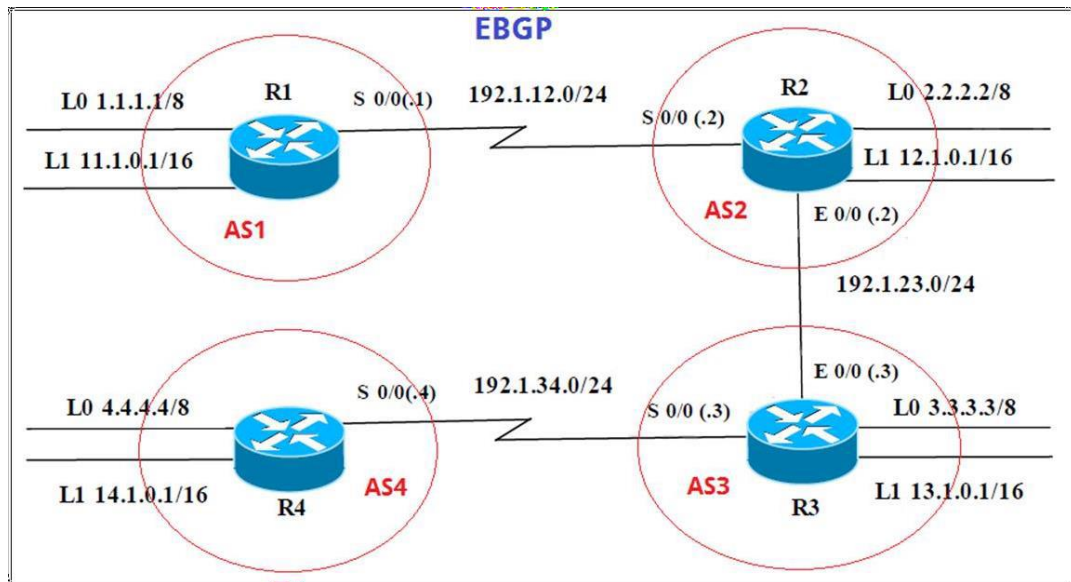 EBGP
L0 1.1.1.1/8
R1
S 0/0(.1)
192.1.12.0/24
S 0/0 (.2)
R2
L0 2.2.2.2/8
L1 11.1.0.1/16
L1 12.1.0.1/16
AS1
AS2
E 0/0 (.2)
192.1.23.0/24
L0 4.4.4.4/8
S 0/0(.4)
192.1.34.0/24
S 0/0 (.3)
E 0/0 (.3)
L0 3.3.3.3/8
L1 14.1.0.1/16
R4
AS4
AS3
R3
L1 13.1.0.1/16